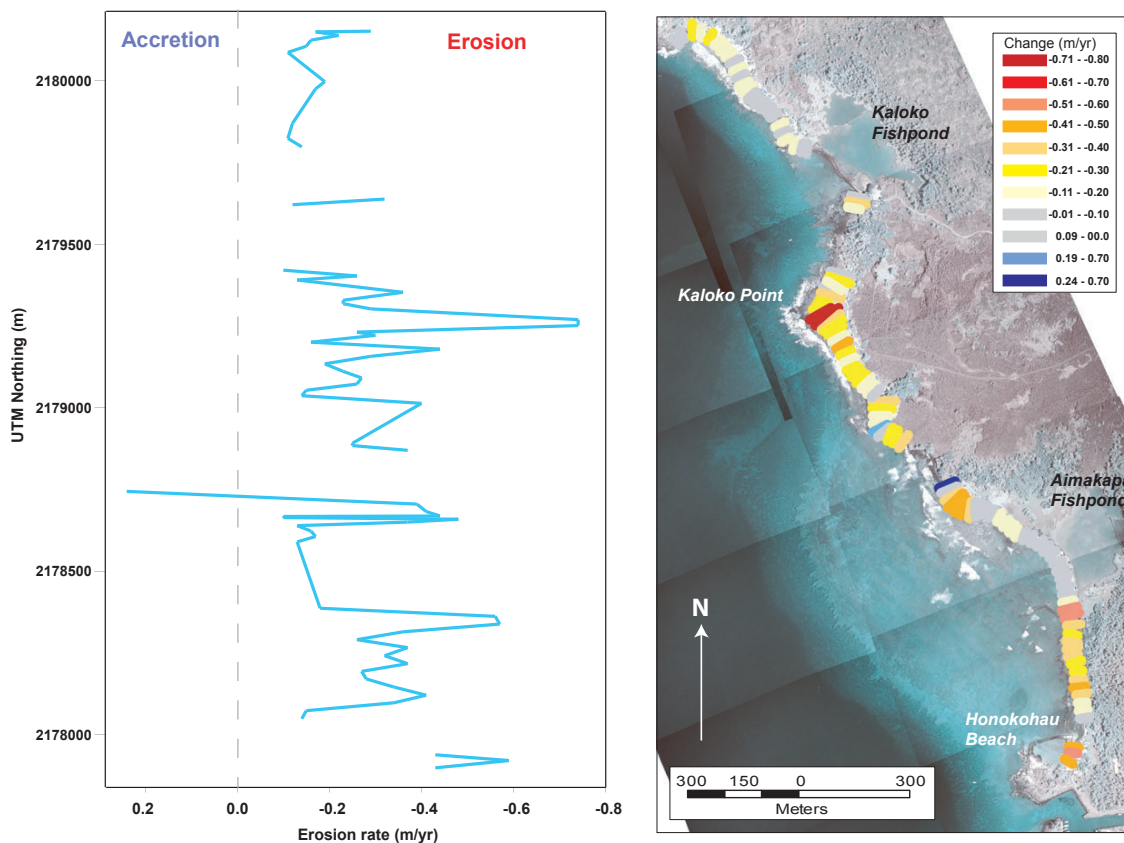 Accretion
Erosion
2180000
2179500
2179000
2178500
2178000
UTM Northing (m)
0.2
0.0
-0.2
-0.4
-0.6
-0.8
Erosion rate (m/yr)
Change (m/yr)
-0.71 - -0.80
-0.61 - -0.70
-0.51 - -0.60
-0.41 - -0.50
-0.31 - -0.40
-0.21 - -0.30
-0.11 - -0.20
-0.01 - -0.10
0.09 - 00.0
0.19 - 0.70
0.24 - 0.70
Kaloko
Fishpond
Kaloko Point
Aimakapa
Fishpond
N
Honokohau
Beach
300 150 0 300
Meters